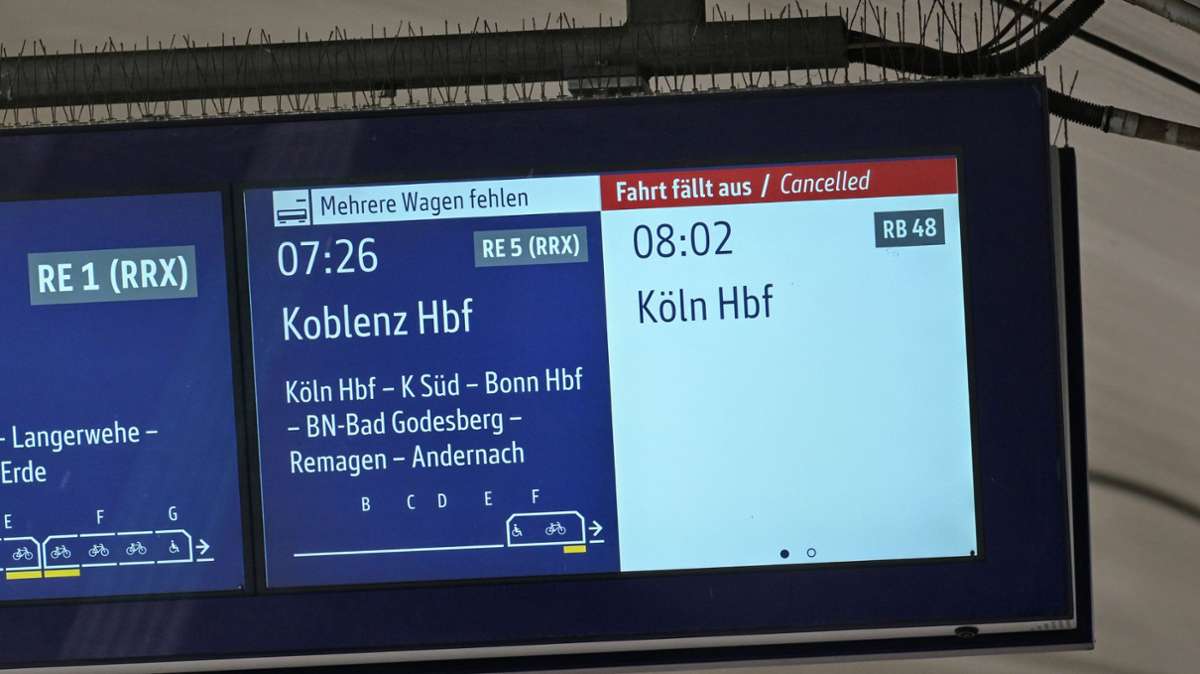 RE 1 (RRX)
- Langerwehe –
Erde
E F G
Mehrere Wagen fehlen
07:26 RE 5 (RRX)
Koblenz Hbf
Köln Hbf – K Süd – Bonn Hbf
– BN-Bad Godesberg –
Remagen – Andernach
B C D E F
Fahrt fällt aus / Cancelled
08:02 RB 48
Köln Hbf